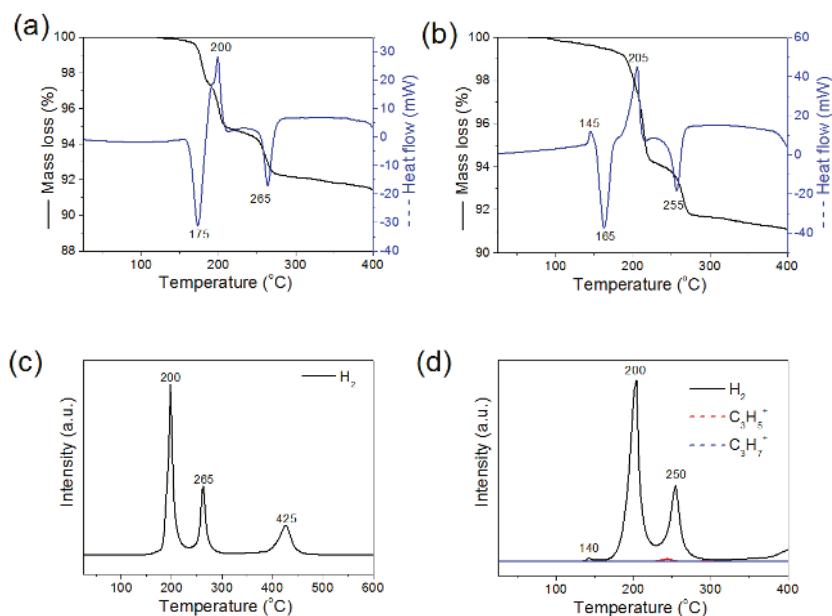 (a)
200
100
98
96
94
92
90
88
Mass loss (%)
30
20
10
0
-10
-20
-30
-40
Heat flow (mW)
175
265
100 200 300 400
Temperature (°C)
(b)
205
145
165
255
100
98
96
94
92
90
Mass loss (%)
60
40
20
0
-20
-40
Heat flow (mW)
100 200 300 400
Temperature (°C)
(c)
200
265
425
H₂
Intensity (a.u.)
100 200 300 400 500 600
Temperature (°C)
(d)
200
250
140
H₂
C₃H₅⁺
C₃H₇⁺
Intensity (a.u.)
100 200 300 400
Temperature (°C)